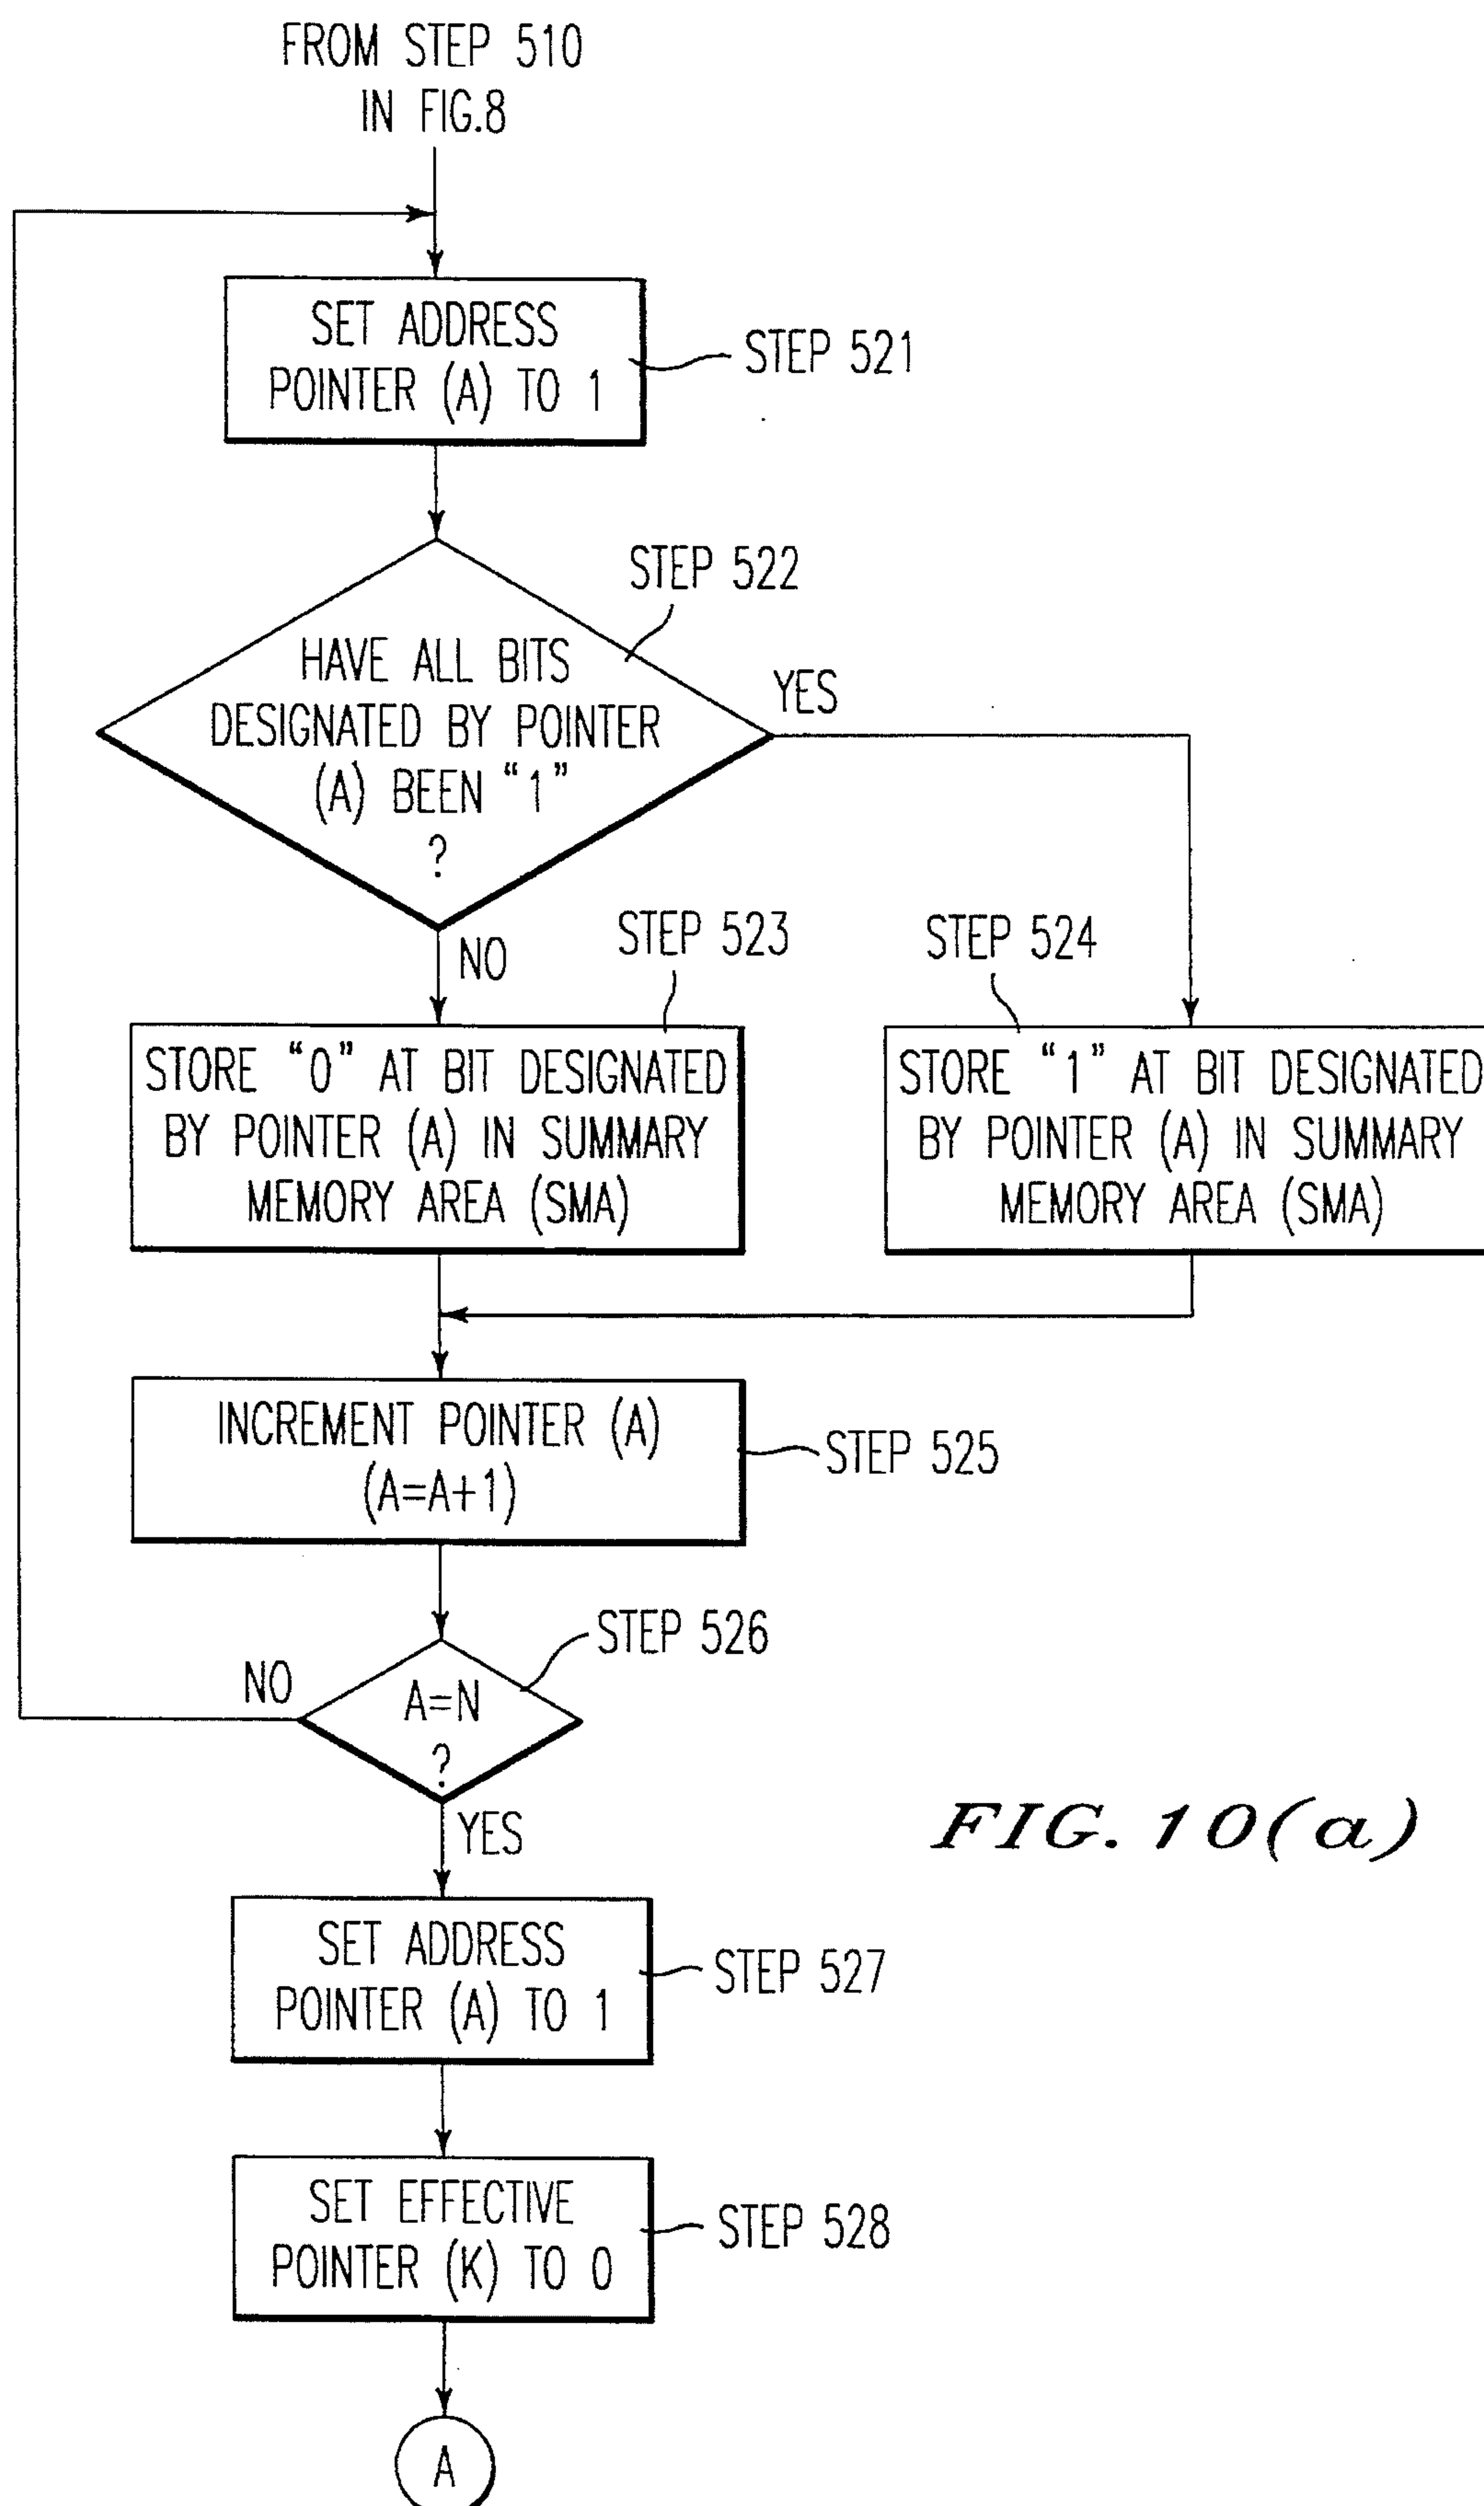 FROM STEP 510
IN FIG.8
SET ADDRESS
POINTER (A) TO 1
STEP 521
STEP 522
HAVE ALL BITS
DESIGNATED BY POINTER
(A) BEEN “1”
?
YES
NO
STEP 523
STEP 524
STORE “0” AT BIT DESIGNATED
BY POINTER (A) IN SUMMARY
MEMORY AREA (SMA)
STORE “1” AT BIT DESIGNATED
BY POINTER (A) IN SUMMARY
MEMORY AREA (SMA)
INCREMENT POINTER (A)
(A=A+1)
STEP 525
STEP 526
NO
A=N
?
YES
FIG. 10(a)
SET ADDRESS
POINTER (A) TO 1
STEP 527
SET EFFECTIVE
POINTER (K) TO 0
STEP 528
A